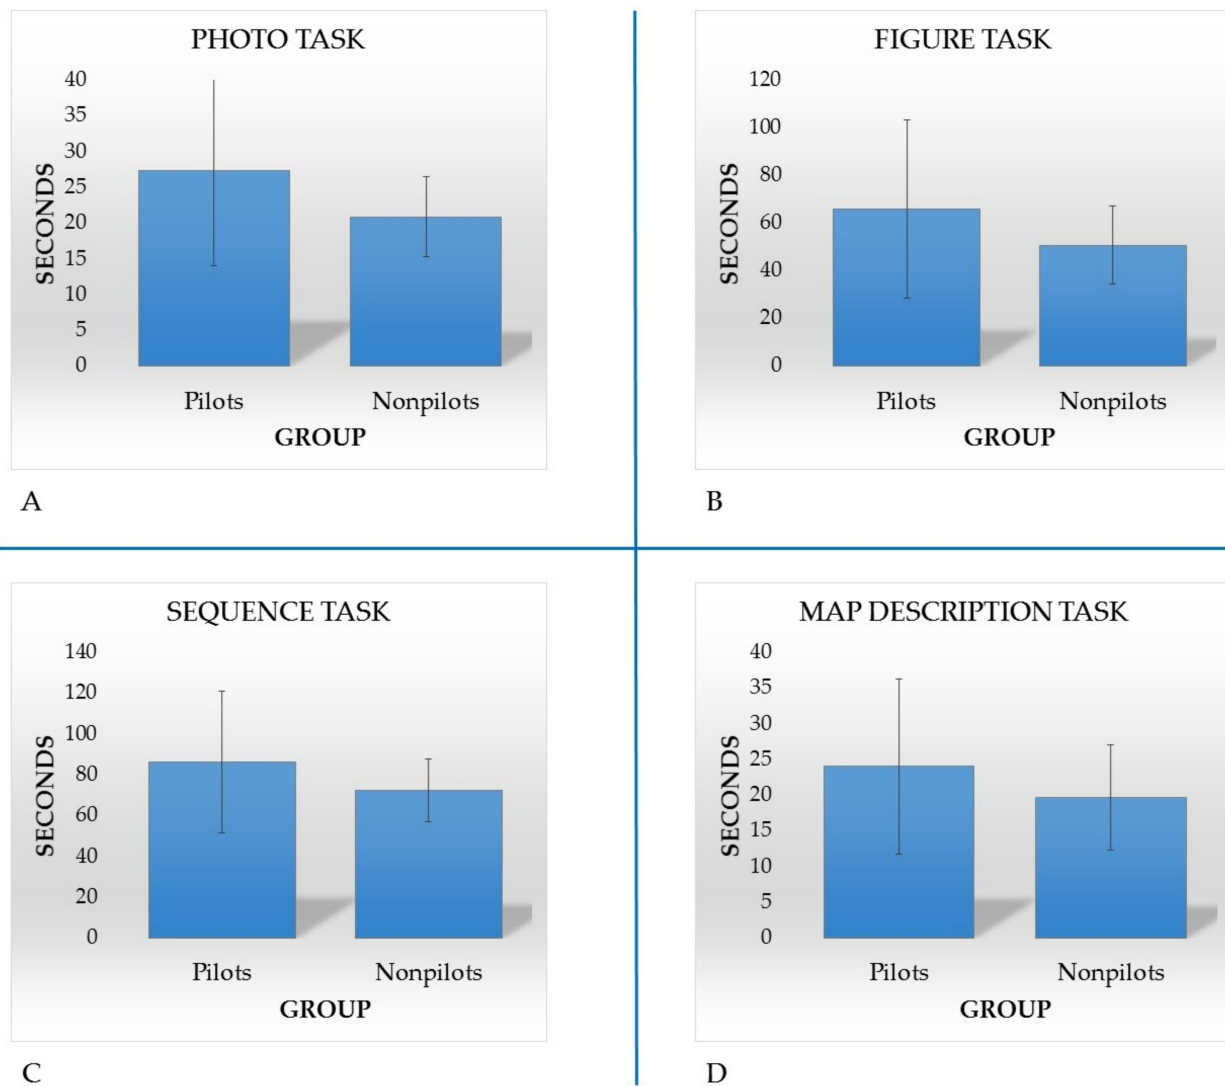 PHOTO TASK
SECONDS
40
35
30
25
20
15
10
5
0
Pilots Nonpilots
GROUP
A
FIGURE TASK
SECONDS
120
100
80
60
40
20
0
Pilots Nonpilots
GROUP
B
SEQUENCE TASK
SECONDS
140
120
100
80
60
40
20
0
Pilots Nonpilots
GROUP
C
MAP DESCRIPTION TASK
SECONDS
40
35
30
25
20
15
10
5
0
Pilots Nonpilots
GROUP
D